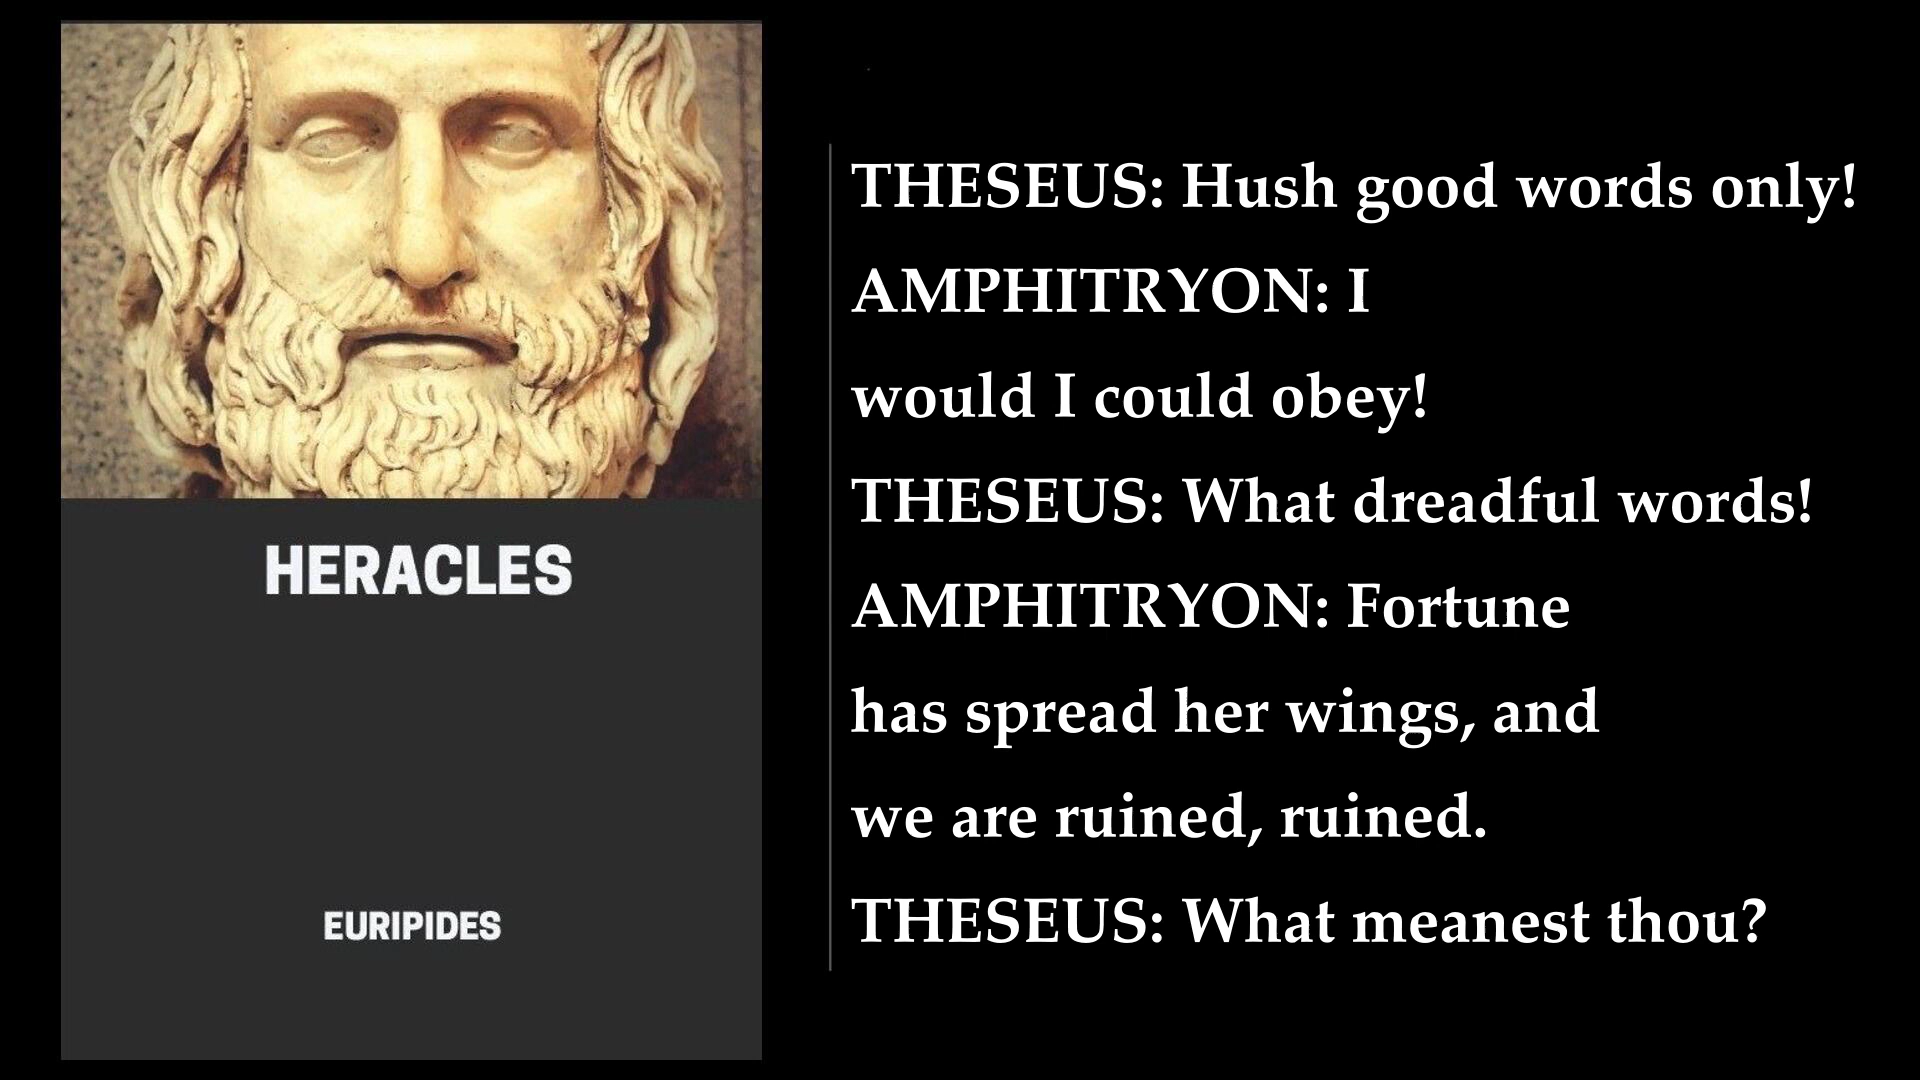 HERACLES
EURIPIDES
THESEUS: Hush good words only!
AMPHITRYON: I
would I could obey!
THESEUS: What dreadful words!
AMPHITRYON: Fortune
has spread her wings, and
we are ruined, ruined.
THESEUS: What meanest thou?